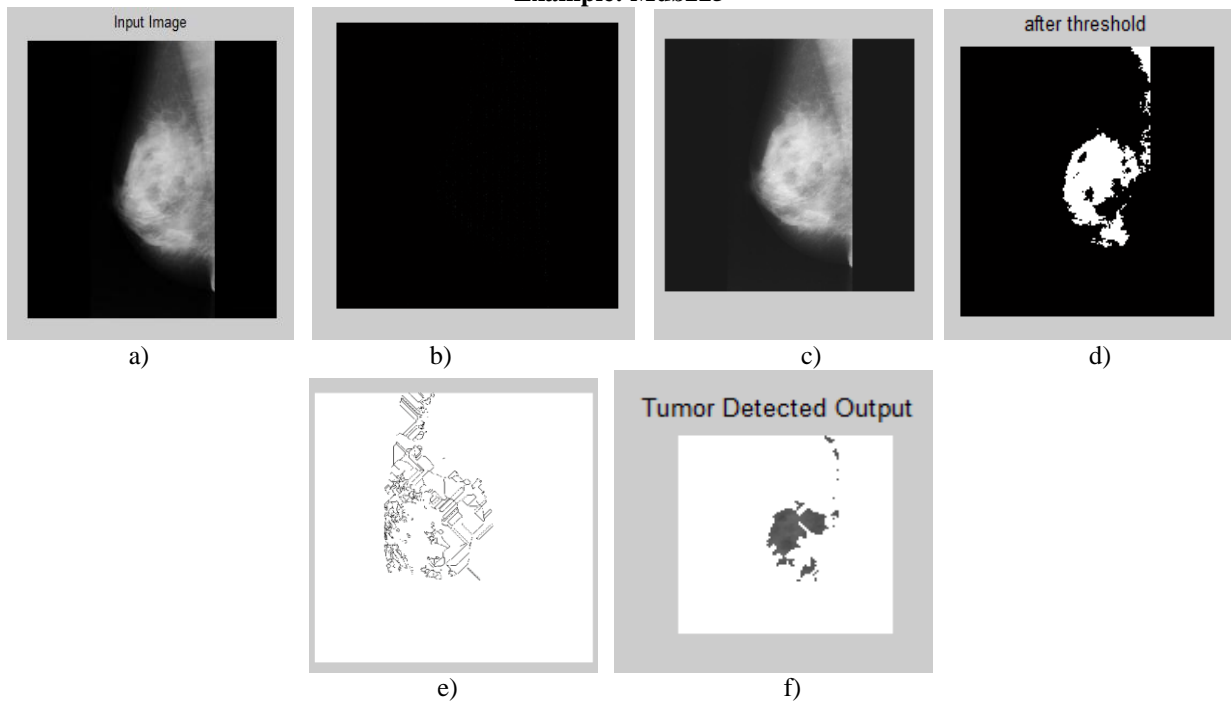 Input Image
after threshold
a)
b)
c)
d)
Tumor Detected Output
e)
f)